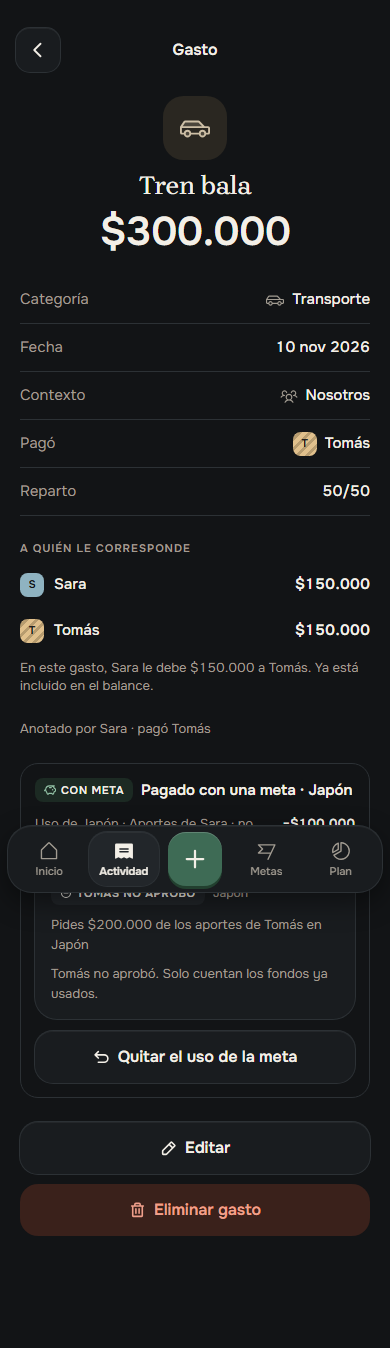 Gasto
Tren bala
$300.000
Categoría Transporte
Fecha 10 nov 2026
Contexto Nosotros
Pagó T Tomás
Reparto 50/50
A QUIÉN LE CORRESPONDE
S Sara $150.000
T Tomás $150.000
En este gasto, Sara le debe $150.000 a Tomás. Ya está
incluido en el balance.
Anotado por Sara · pagó Tomás
CON META Pagado con una meta · Japón
Uso de Japón · Aportes de Sara · no -$100.000
Inicio Actividad Metas Plan
TOMÁS NO APROBÓ Japón
Pides $200.000 de los aportes de Tomás en
Japón
Tomás no aprobó. Solo cuentan los fondos ya
usados.
Quitar el uso de la meta
Editar
Eliminar gasto